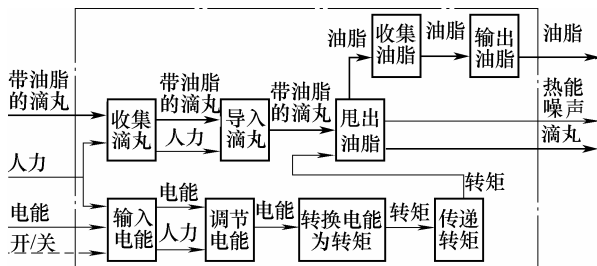 油脂
收集
油脂
油脂
输出
油脂
油脂
带油脂
的滴丸
收集
滴丸
带油脂
的滴丸
人力
导入
滴丸
带油脂
的滴丸
甩出
油脂
热能
噪声
滴丸
人力
转矩
电能
开/关
输入
电能
电能
人力
调节
电能
电能
转换电能
为转矩
转矩
传递
转矩